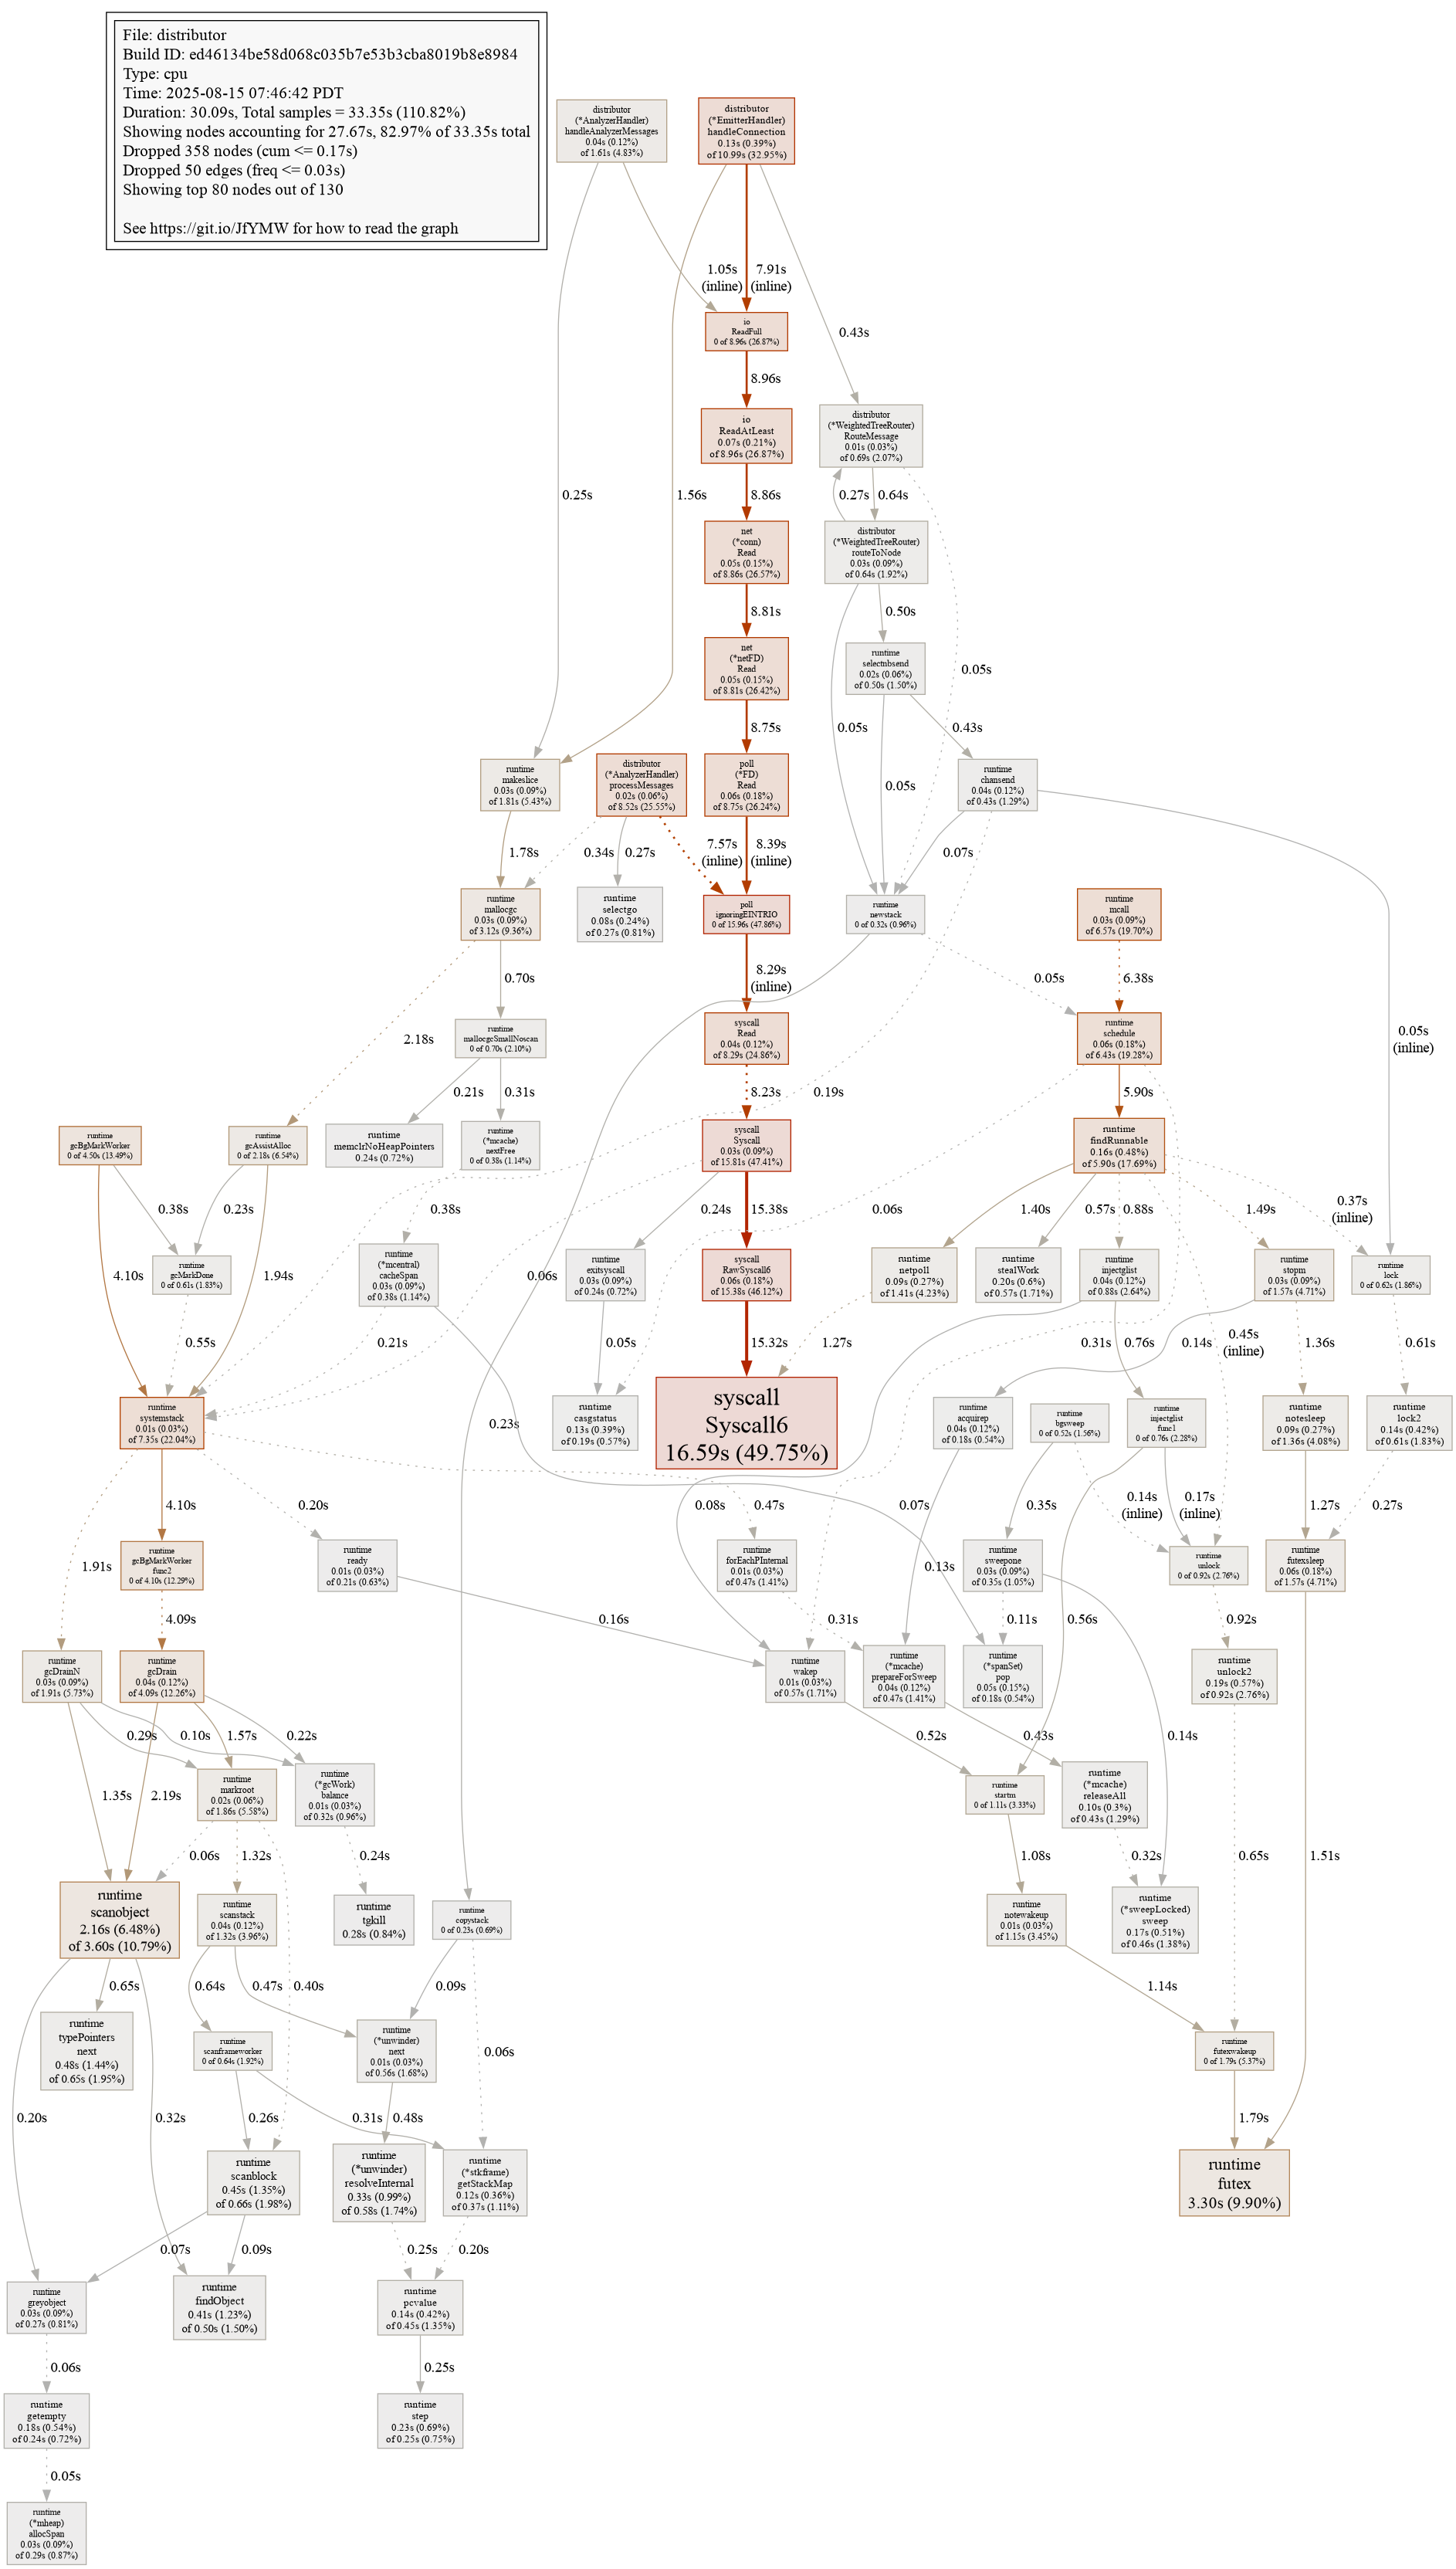 File: distributor
Build ID: ed46134be58d068c035b7e53b3cba8019b8e8984
Type: cpu
Time: 2025-08-15 07:46:42 PDT
Duration: 30.09s, Total samples = 33.35s (110.82%)
Showing nodes accounting for 27.67s, 82.97% of 33.35s total
Dropped 358 nodes (cum <= 0.17s)
Dropped 50 edges (freq <= 0.03s)
Showing top 80 nodes out of 130
See https://git.io/JfYMW for how to read the graph
distributor
(*AnalyzerHandler)
handleAnalyzerMessages
0.04s (0.12%)
of 1.61s (4.83%)
distributor
(*EmitterHandler)
handleConnection
0.13s (0.39%)
of 10.99s (32.95%)
1.05s
(inline)
7.91s
(inline)
0.43s
io
ReadFull
0 of 8.96s (26.87%)
8.96s
io
ReadAtLeast
0.07s (0.21%)
of 8.96s (26.87%)
distributor
(*WeightedTreeRouter)
RouteMessage
0.01s (0.03%)
of 0.69s (2.07%)
0.25s
1.56s
8.86s
0.27s
0.64s
net
(*conn)
Read
0.05s (0.15%)
of 8.86s (26.57%)
distributor
(*WeightedTreeRouter)
routeToNode
0.03s (0.09%)
of 0.64s (1.92%)
8.81s
0.50s
net
(*netFD)
Read
0.05s (0.15%)
of 8.81s (26.42%)
runtime
selectnbsend
0.02s (0.06%)
of 0.50s (1.50%)
0.05s
8.75s
0.05s
0.43s
runtime
makeslice
0.03s (0.09%)
of 1.81s (5.43%)
distributor
(*AnalyzerHandler)
processMessages
0.02s (0.06%)
of 8.52s (25.55%)
poll
(*FD)
Read
0.06s (0.18%)
of 8.75s (26.24%)
0.05s
runtime
chansend
0.04s (0.12%)
of 0.43s (1.29%)
1.78s
0.34s
0.27s
7.57s
(inline)
8.39s
(inline)
0.07s
runtime
mallocgc
0.03s (0.09%)
of 3.12s (9.36%)
runtime
selectgo
0.08s (0.24%)
of 0.27s (0.81%)
poll
ignoringEINTRIO
0 of 15.96s (47.86%)
runtime
newstack
0 of 0.32s (0.96%)
runtime
mcall
0.03s (0.09%)
of 6.57s (19.70%)
0.70s
8.29s
(inline)
0.05s
6.38s
2.18s
runtime
mallocgcSmallNoscan
0 of 0.70s (2.10%)
syscall
Read
0.04s (0.12%)
of 8.29s (24.86%)
runtime
schedule
0.06s (0.18%)
of 6.43s (19.28%)
0.05s
(inline)
0.21s
0.31s
8.23s
0.19s
5.90s
runtime
gcBgMarkWorker
0 of 4.50s (13.49%)
runtime
gcAssistAlloc
0 of 2.18s (6.54%)
runtime
memclrNoHeapPointers
0.24s (0.72%)
runtime
(*mcache)
nextFree
0 of 0.38s (1.14%)
syscall
Syscall
0.03s (0.09%)
of 15.81s (47.41%)
runtime
findRunnable
0.16s (0.48%)
of 5.90s (17.69%)
0.38s
0.23s
0.38s
0.24s
15.38s
0.06s
1.40s
0.57s
0.88s
1.49s
0.37s
(inline)
4.10s
runtime
gcMarkDone
0 of 0.61s (1.83%)
1.94s
runtime
(*mcentral)
cacheSpan
0.03s (0.09%)
of 0.38s (1.14%)
0.06s
runtime
exitsyscall
0.03s (0.09%)
of 0.24s (0.72%)
syscall
RawSyscall6
0.06s (0.18%)
of 15.38s (46.12%)
runtime
netpoll
0.09s (0.27%)
of 1.41s (4.23%)
runtime
stealWork
0.20s (0.6%)
of 0.57s (1.71%)
runtime
injectglist
0.04s (0.12%)
of 0.88s (2.64%)
runtime
stopm
0.03s (0.09%)
of 1.57s (4.71%)
runtime
lock
0 of 0.62s (1.86%)
0.55s
0.21s
0.05s
15.32s
1.27s
0.31s
0.76s
0.14s
0.45s
(inline)
1.36s
0.61s
runtime
systemstack
0.01s (0.03%)
of 7.35s (22.04%)
0.23s
runtime
casgstatus
0.13s (0.39%)
of 0.19s (0.57%)
syscall
Syscall6
16.59s (49.75%)
runtime
acquirep
0.04s (0.12%)
of 0.18s (0.54%)
runtime
bgsweep
0 of 0.52s (1.56%)
runtime
injectglist
func1
0 of 0.76s (2.28%)
runtime
notesleep
0.09s (0.27%)
of 1.36s (4.08%)
runtime
lock2
0.14s (0.42%)
of 0.61s (1.83%)
4.10s
0.20s
0.47s
0.08s
0.07s
0.35s
0.14s
(inline)
0.17s
(inline)
1.27s
0.27s
1.91s
runtime
gcBgMarkWorker
func2
0 of 4.10s (12.29%)
runtime
ready
0.01s (0.03%)
of 0.21s (0.63%)
runtime
forEachPInternal
0.01s (0.03%)
of 0.47s (1.41%)
0.13s
runtime
sweepone
0.03s (0.09%)
of 0.35s (1.05%)
runtime
unlock
0 of 0.92s (2.76%)
runtime
futexsleep
0.06s (0.18%)
of 1.57s (4.71%)
4.09s
0.16s
0.31s
0.11s
0.56s
0.92s
runtime
gcDrainN
0.03s (0.09%)
of 1.91s (5.73%)
runtime
gcDrain
0.04s (0.12%)
of 4.09s (12.26%)
runtime
wakep
0.01s (0.03%)
of 0.57s (1.71%)
runtime
(*mcache)
prepareForSweep
0.04s (0.12%)
of 0.47s (1.41%)
runtime
(*spanSet)
pop
0.05s (0.15%)
of 0.18s (0.54%)
runtime
unlock2
0.19s (0.57%)
of 0.92s (2.76%)
0.29s
0.10s
1.57s
0.22s
0.52s
0.43s
0.14s
1.35s
2.19s
runtime
markroot
0.02s (0.06%)
of 1.86s (5.58%)
runtime
(*gcWork)
balance
0.01s (0.03%)
of 0.32s (0.96%)
runtime
startm
0 of 1.11s (3.33%)
runtime
(*mcache)
releaseAll
0.10s (0.3%)
of 0.43s (1.29%)
0.06s
1.32s
0.24s
1.08s
0.32s
0.65s
1.51s
runtime
scanobject
2.16s (6.48%)
of 3.60s (10.79%)
runtime
scanstack
0.04s (0.12%)
of 1.32s (3.96%)
runtime
tgkill
0.28s (0.84%)
runtime
copystack
0 of 0.23s (0.69%)
runtime
notewakeup
0.01s (0.03%)
of 1.15s (3.45%)
runtime
(*sweepLocked)
sweep
0.17s (0.51%)
of 0.46s (1.38%)
0.65s
0.64s
0.47s
0.40s
0.09s
1.14s
runtime
typePointers
next
0.48s (1.44%)
of 0.65s (1.95%)
runtime
scanframeworker
0 of 0.64s (1.92%)
runtime
(*unwinder)
next
0.01s (0.03%)
of 0.56s (1.68%)
0.06s
runtime
futexwakeup
0 of 1.79s (5.37%)
0.20s
0.32s
0.26s
0.31s
0.48s
1.79s
runtime
scanblock
0.45s (1.35%)
of 0.66s (1.98%)
runtime
(*unwinder)
resolveInternal
0.33s (0.99%)
of 0.58s (1.74%)
runtime
(*stkframe)
getStackMap
0.12s (0.36%)
of 0.37s (1.11%)
runtime
futex
3.30s (9.90%)
0.07s
0.09s
0.25s
0.20s
runtime
greyobject
0.03s (0.09%)
of 0.27s (0.81%)
runtime
findObject
0.41s (1.23%)
of 0.50s (1.50%)
runtime
pcvalue
0.14s (0.42%)
of 0.45s (1.35%)
0.06s
0.25s
runtime
getempty
0.18s (0.54%)
of 0.24s (0.72%)
runtime
step
0.23s (0.69%)
of 0.25s (0.75%)
0.05s
runtime
(*mheap)
allocSpan
0.03s (0.09%)
of 0.29s (0.87%)